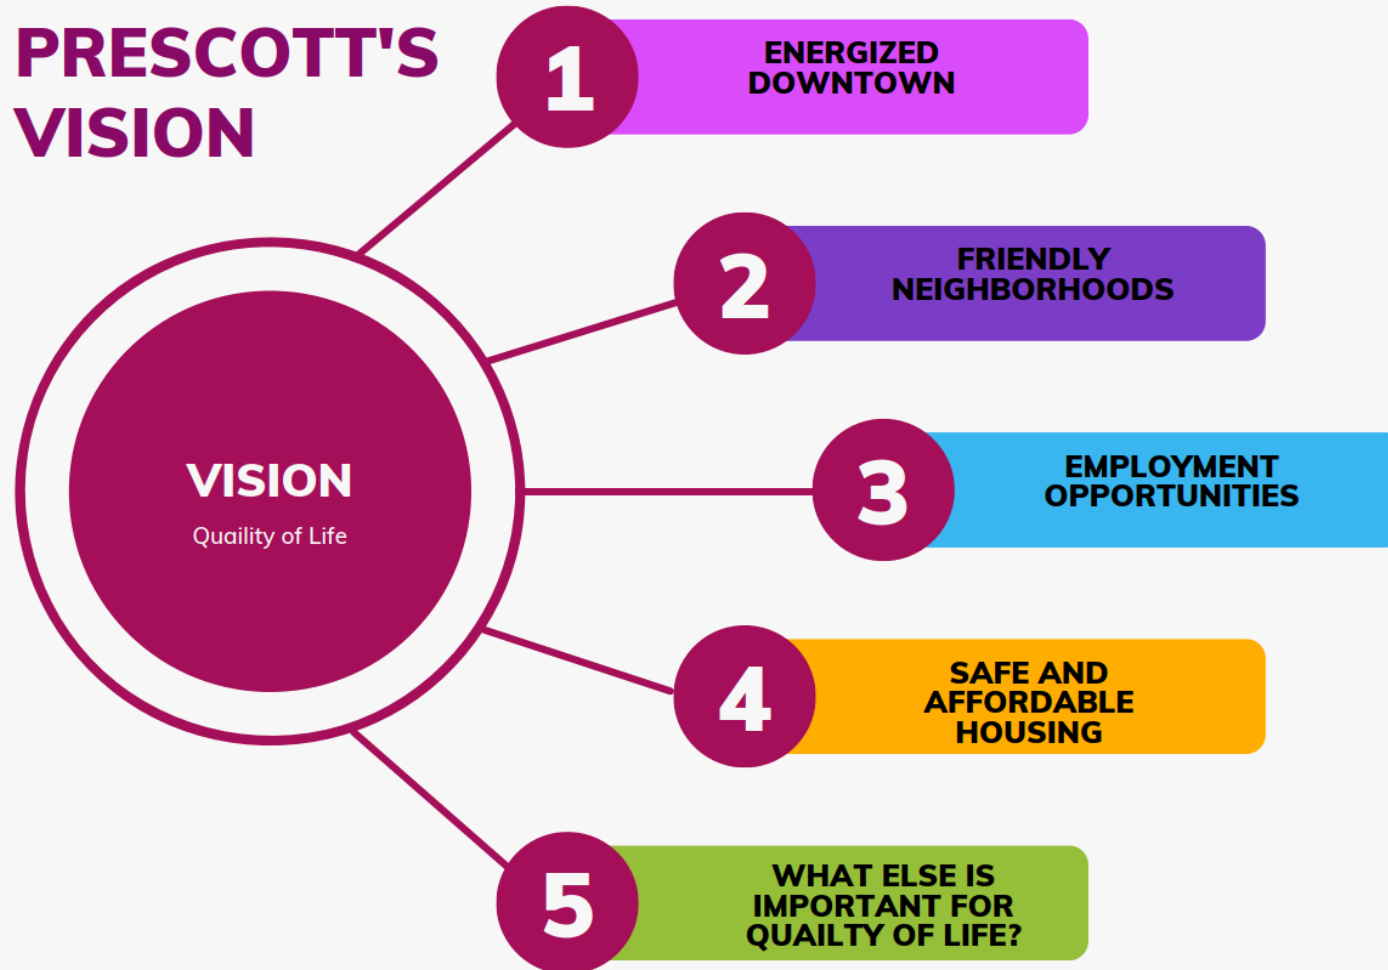 PRESCOTT'S
VISION
1
ENERGIZED
DOWNTOWN
2
FRIENDLY
NEIGHBORHOODS
3
EMPLOYMENT
OPPORTUNITIES
VISION
Quaility of Life
4
SAFE AND
AFFORDABLE
HOUSING
5
WHAT ELSE IS
IMPORTANT FOR
QUAILTY OF LIFE?